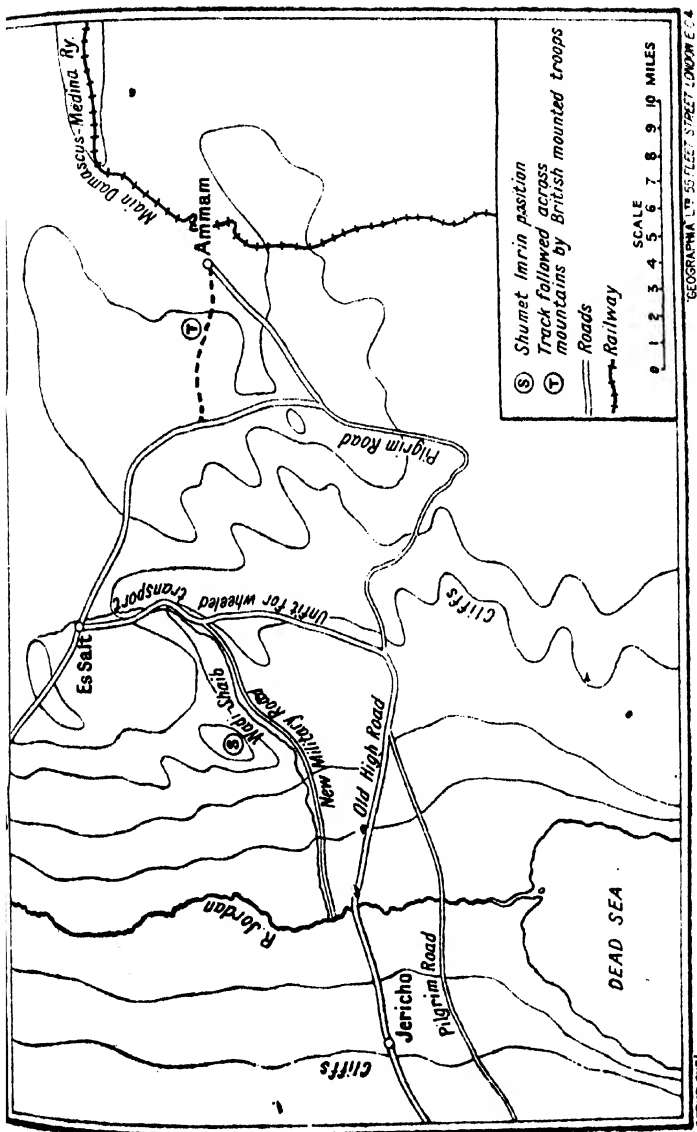 Main Damascus-Medina Ry.
Ammam
T
Es Salt
Unfit for wheeled transport
Wadi-Shaib
S
New Military Road
Pilgrim Road
Old High Road
Cliffs
R. Jordan
Jericho
Pilgrim Road
Cliffs
DEAD SEA
S Shumet Imrin position
T Track followed across
mountains by British mounted troops
Roads
Railway
SCALE
0 1 2 3 4 5 6 7 8 9 10 MILES
"GEOGRAPHIA" LTD 55 FLEET STREET LONDON E.C.4